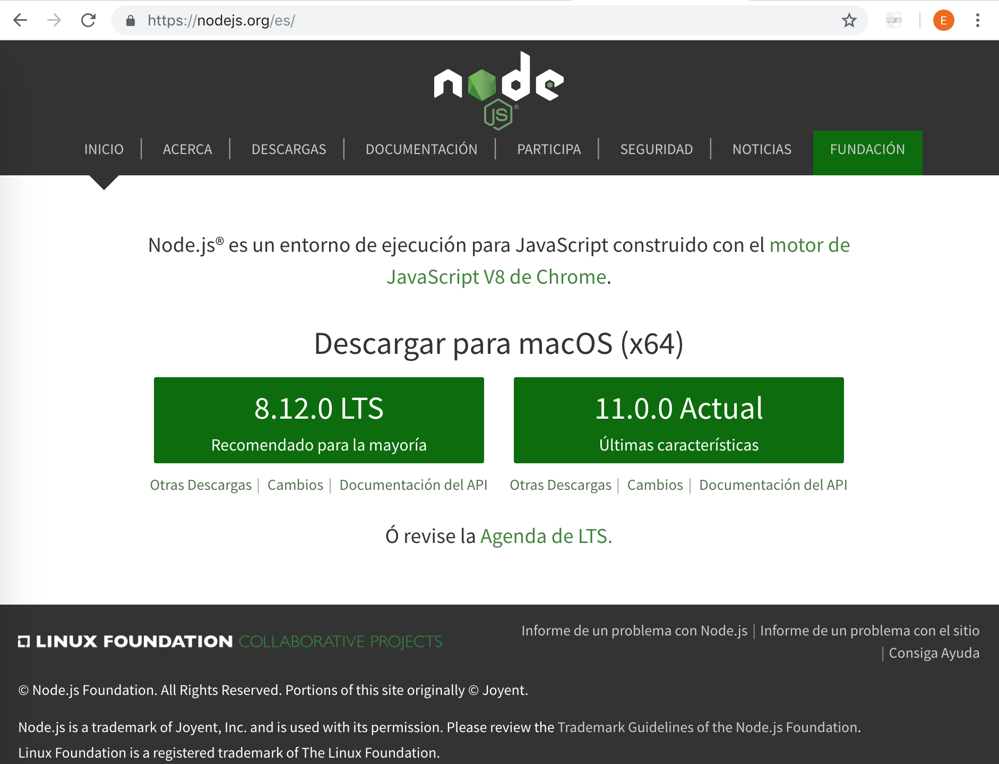 https://nodejs.org/es/
PDF JS
E
node
JS®
INICIO | ACERCA | DESCARGAS | DOCUMENTACIÓN | PARTICIPA | SEGURIDAD | NOTICIAS FUNDACIÓN
Node.js® es un entorno de ejecución para JavaScript construido con el motor de
JavaScript V8 de Chrome.
Descargar para macOS (x64)
8.12.0 LTS
Recomendado para la mayoría
11.0.0 Actual
Últimas características
Otras Descargas | Cambios | Documentación del API
Otras Descargas | Cambios | Documentación del API
Ó revise la Agenda de LTS.
LINUX FOUNDATION COLLABORATIVE PROJECTS
Informe de un problema con Node.js | Informe de un problema con el sitio
| Consiga Ayuda
© Node.js Foundation. All Rights Reserved. Portions of this site originally © Joyent.
Node.js is a trademark of Joyent, Inc. and is used with its permission. Please review the Trademark Guidelines of the Node.js Foundation.
Linux Foundation is a registered trademark of The Linux Foundation.